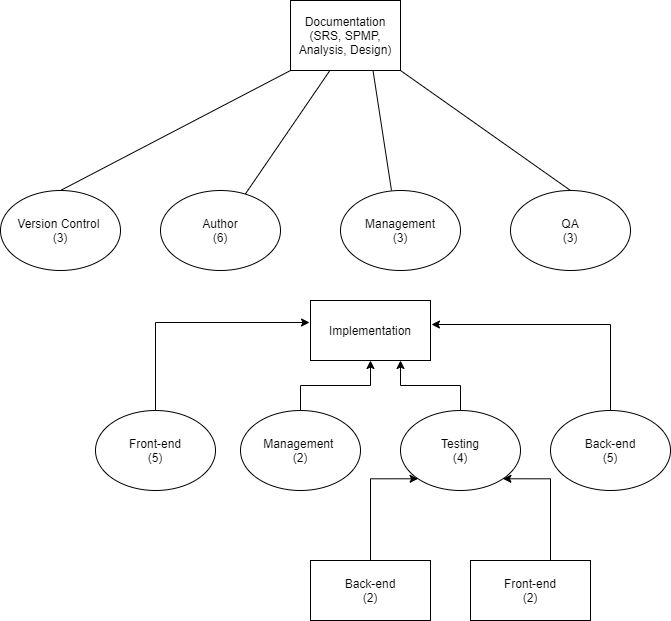 Documentation
(SRS, SPMP,
Analysis, Design)
Version Control
(3)
Author
(6)
Management
(3)
QA
(3)
Implementation
Front-end
(5)
Management
(2)
Testing
(4)
Back-end
(5)
Back-end
(2)
Front-end
(2)